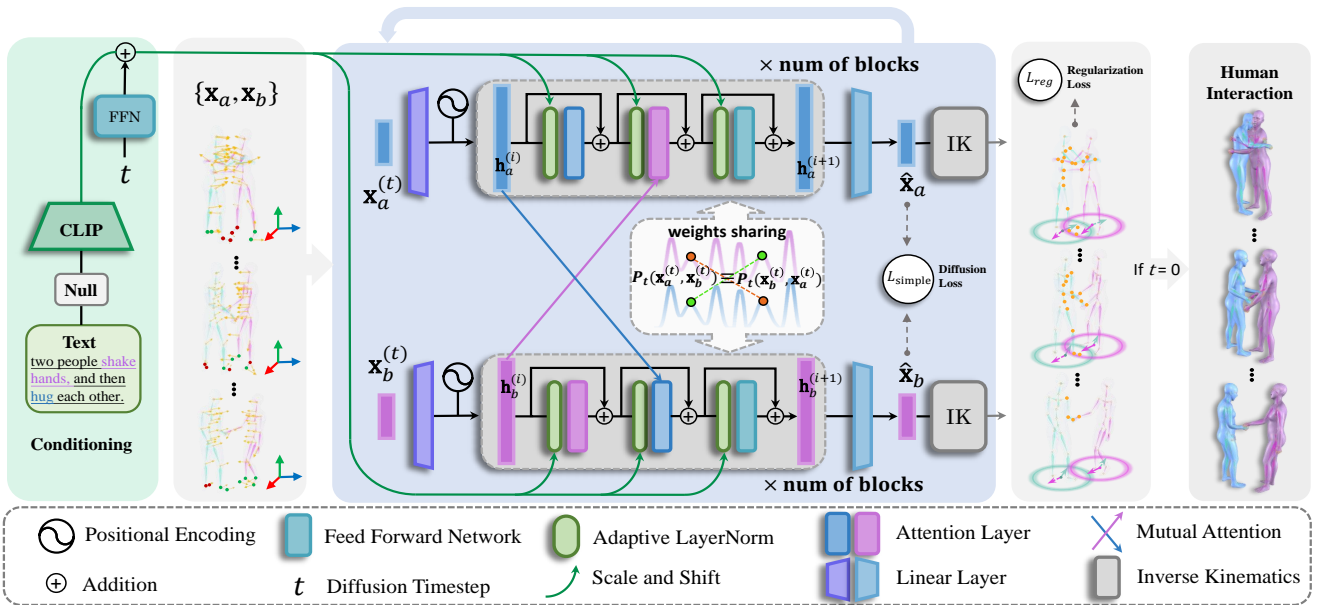 FFN
t
CLIP
Null
Text
two people shake
hands, and then
hug each other.
Conditioning
{𝐱_a, 𝐱_b}
× num of blocks
𝐱_a^(t)
𝐡_a^(i)
𝐡_a^(i+1)
𝐱̂_a
IK
weights sharing
P_t(𝐱_a^(t), 𝐱_b^(t)) ≡ P_t(𝐱_b^(t), 𝐱_a^(t))
L_simple
Diffusion
Loss
𝐱_b^(t)
𝐡_b^(i)
𝐡_b^(i+1)
𝐱̂_b
IK
× num of blocks
L_reg
Regularization
Loss
If t = 0
Human
Interaction
Positional Encoding
Feed Forward Network
Adaptive LayerNorm
Attention Layer
Mutual Attention
Addition
t Diffusion Timestep
Scale and Shift
Linear Layer
Inverse Kinematics